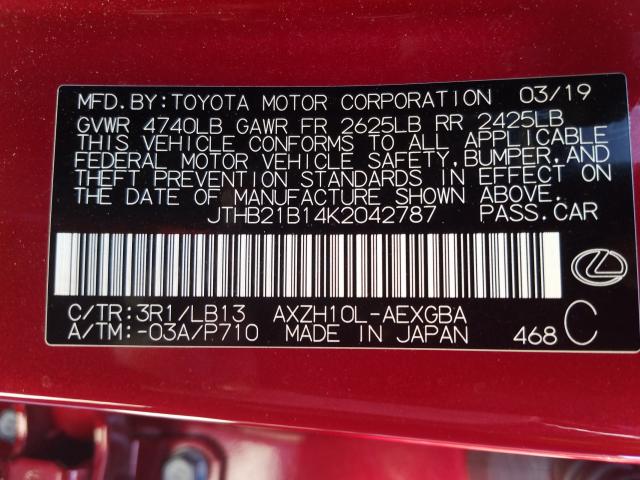 MFD.BY:TOYOTA MOTOR CORPORATION 03/19
GVWR 4740LB GAWR FR 2625LB RR 2425LB
THIS VEHICLE CONFORMS TO ALL APPLICABLE
FEDERAL MOTOR VEHICLE SAFETY,BUMPER,AND
THEFT PREVENTION STANDARDS IN EFFECT ON
THE DATE OF MANUFACTURE SHOWN ABOVE.
JTHB21B14K2042787 PASS.CAR
C/TR:3R1/LB13 AXZH10L-AEXGBA
A/TM:-03A/P710 MADE IN JAPAN 468 C